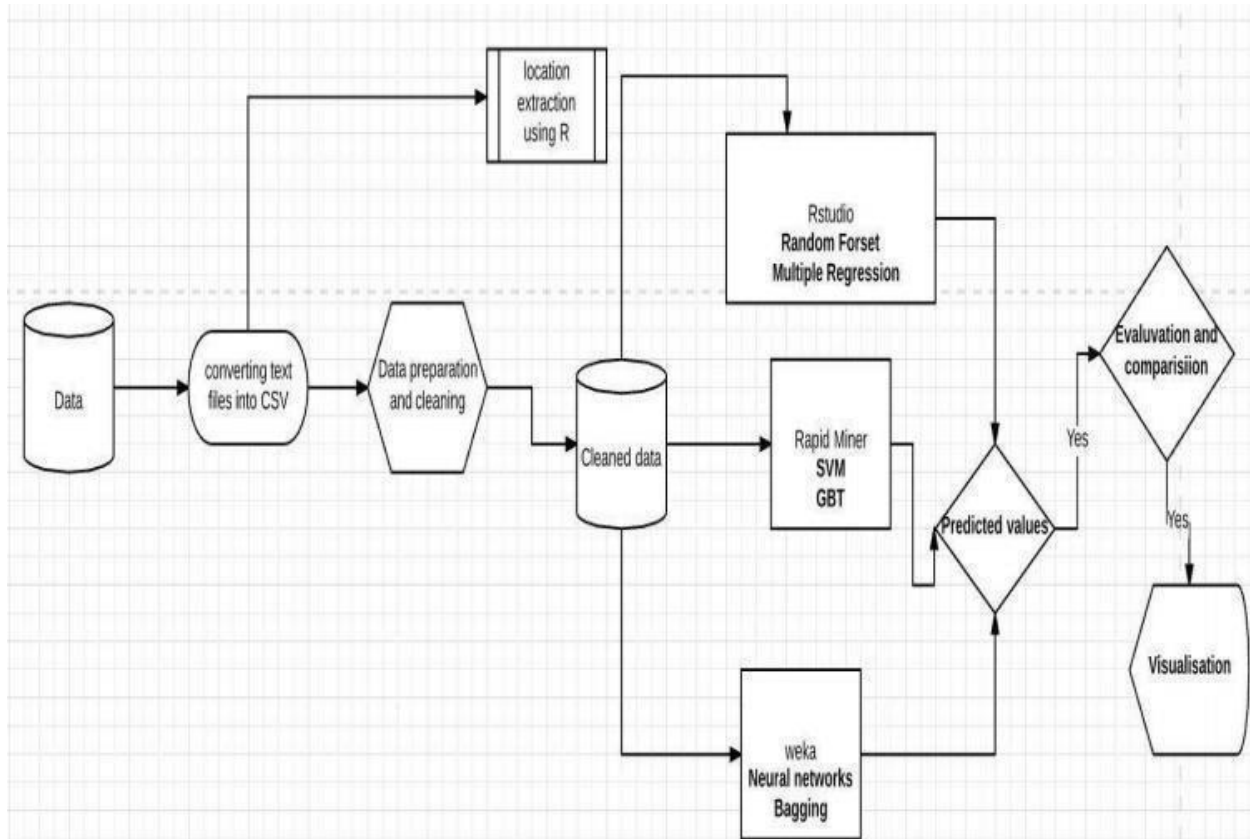 location
extraction
using R
Rstudio
Random Forset
Multiple Regression
Data
converting text
files into CSV
Data preparation
and cleaning
Cleaned data
Rapid Miner
SVM
GBT
weka
Neural networks
Bagging
Predicted values
Yes
Evaluvation and
comparisiion
Yes
Visualisation